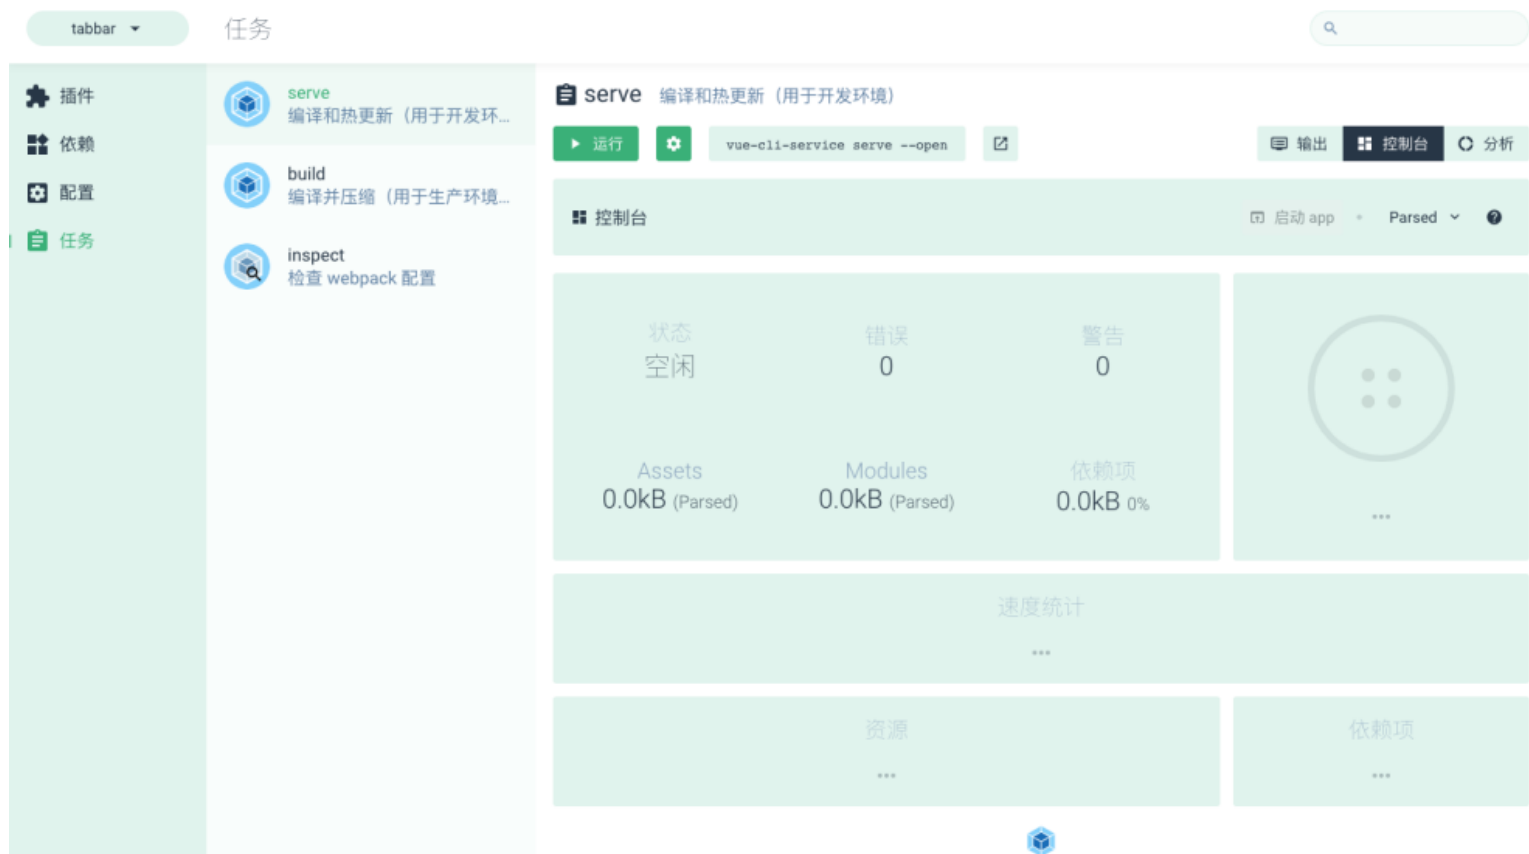 tabbar
任务
插件
依赖
配置
任务
serve
编译和热更新（用于开发环...
build
编译并压缩（用于生产环境...
inspect
检查 webpack 配置
serve 编译和热更新（用于开发环境）
运行 vue-cli-service serve --open 输出 控制台 分析
控制台 启动 app Parsed
状态 错误 警告
空闲 0 0
Assets Modules 依赖项
0.0kB (Parsed) 0.0kB (Parsed) 0.0kB 0%
速度统计
资源 依赖项